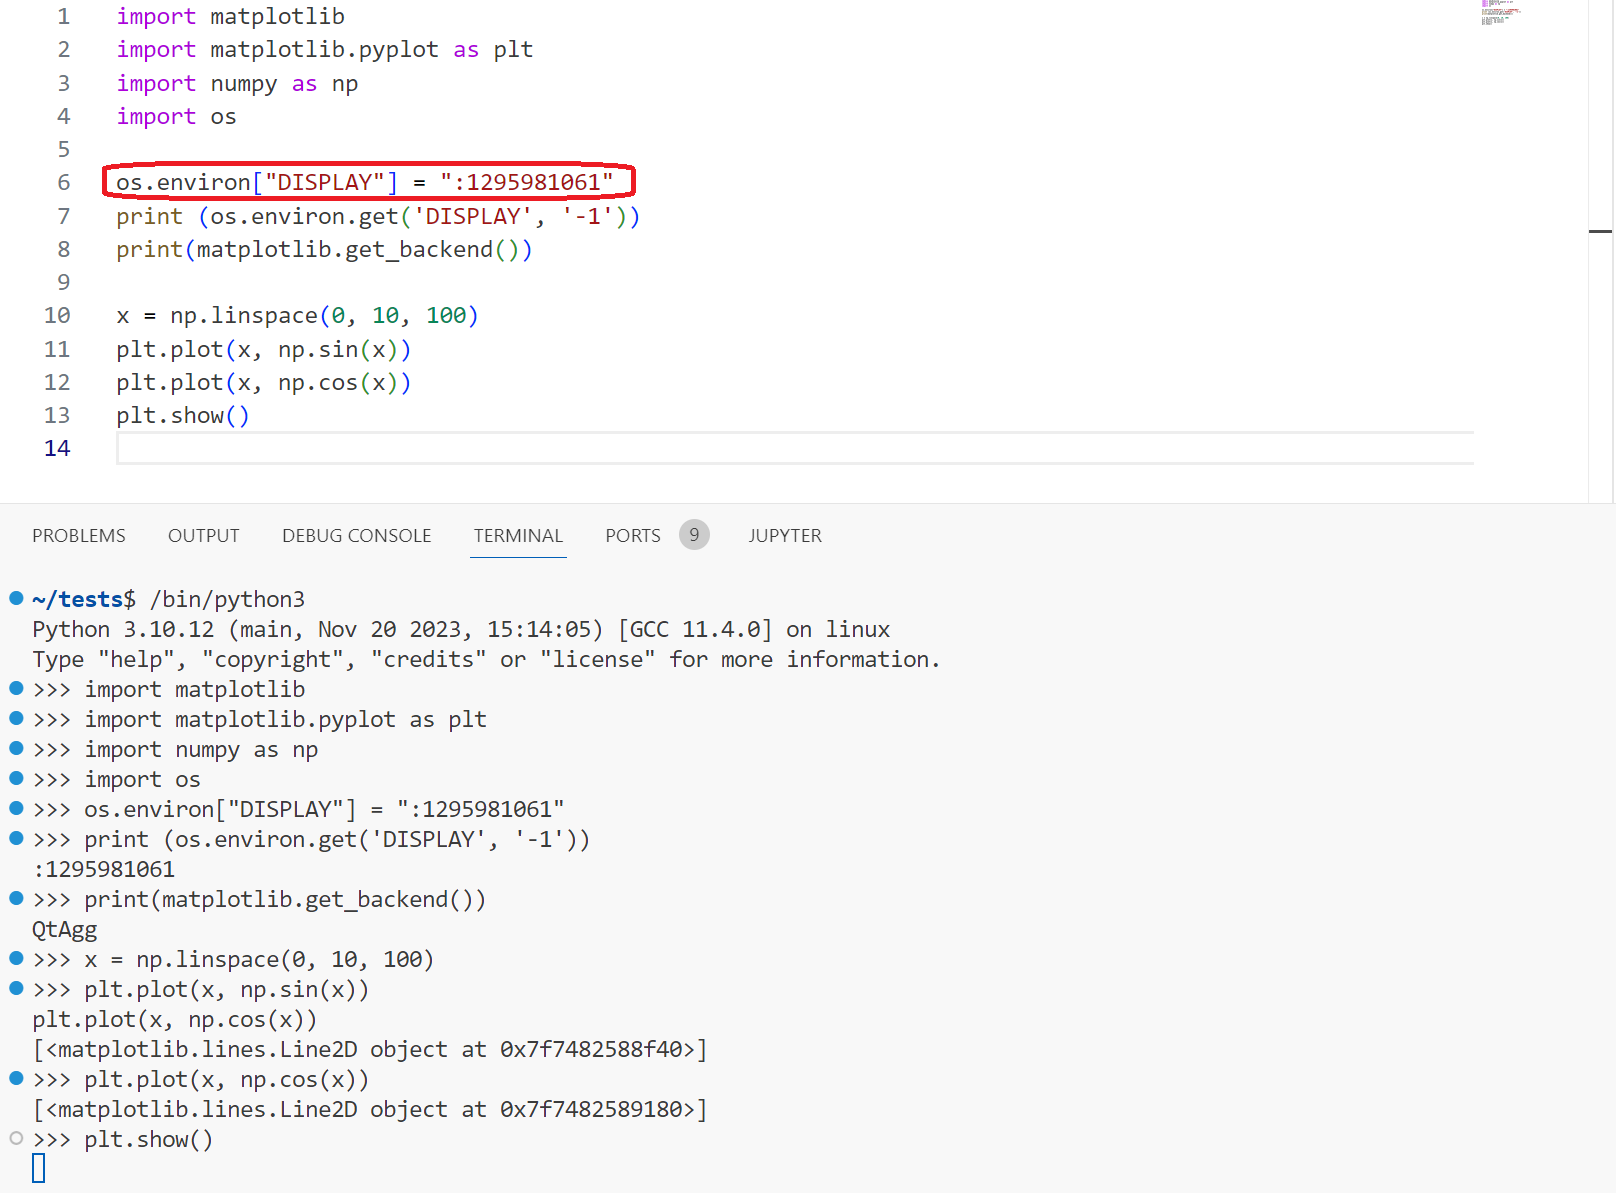 1 import matplotlib
2 import matplotlib.pyplot as plt
3 import numpy as np
4 import os
5
6 os.environ["DISPLAY"] = ":1295981061"
7 print (os.environ.get('DISPLAY', '-1'))
8 print(matplotlib.get_backend())
9
10 x = np.linspace(0, 10, 100)
11 plt.plot(x, np.sin(x))
12 plt.plot(x, np.cos(x))
13 plt.show()
14
PROBLEMS OUTPUT DEBUG CONSOLE TERMINAL PORTS 9 JUPYTER
~/tests$ /bin/python3
Python 3.10.12 (main, Nov 20 2023, 15:14:05) [GCC 11.4.0] on linux
Type "help", "copyright", "credits" or "license" for more information.
>>> import matplotlib
>>> import matplotlib.pyplot as plt
>>> import numpy as np
>>> import os
>>> os.environ["DISPLAY"] = ":1295981061"
>>> print (os.environ.get('DISPLAY', '-1'))
:1295981061
>>> print(matplotlib.get_backend())
QtAgg
>>> x = np.linspace(0, 10, 100)
>>> plt.plot(x, np.sin(x))
plt.plot(x, np.cos(x))
[<matplotlib.lines.Line2D object at 0x7f7482588f40>]
>>> plt.plot(x, np.cos(x))
[<matplotlib.lines.Line2D object at 0x7f7482589180>]
>>> plt.show()